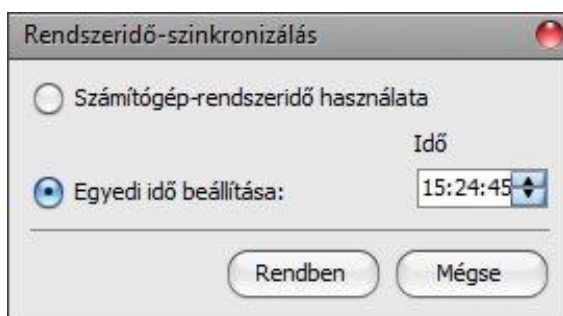 Rendszeridő-szinkronizálás
Számítógép-rendszeridő használata
Idő
Egyedi idő beállítása:
15:24:45
Rendben
Mégse